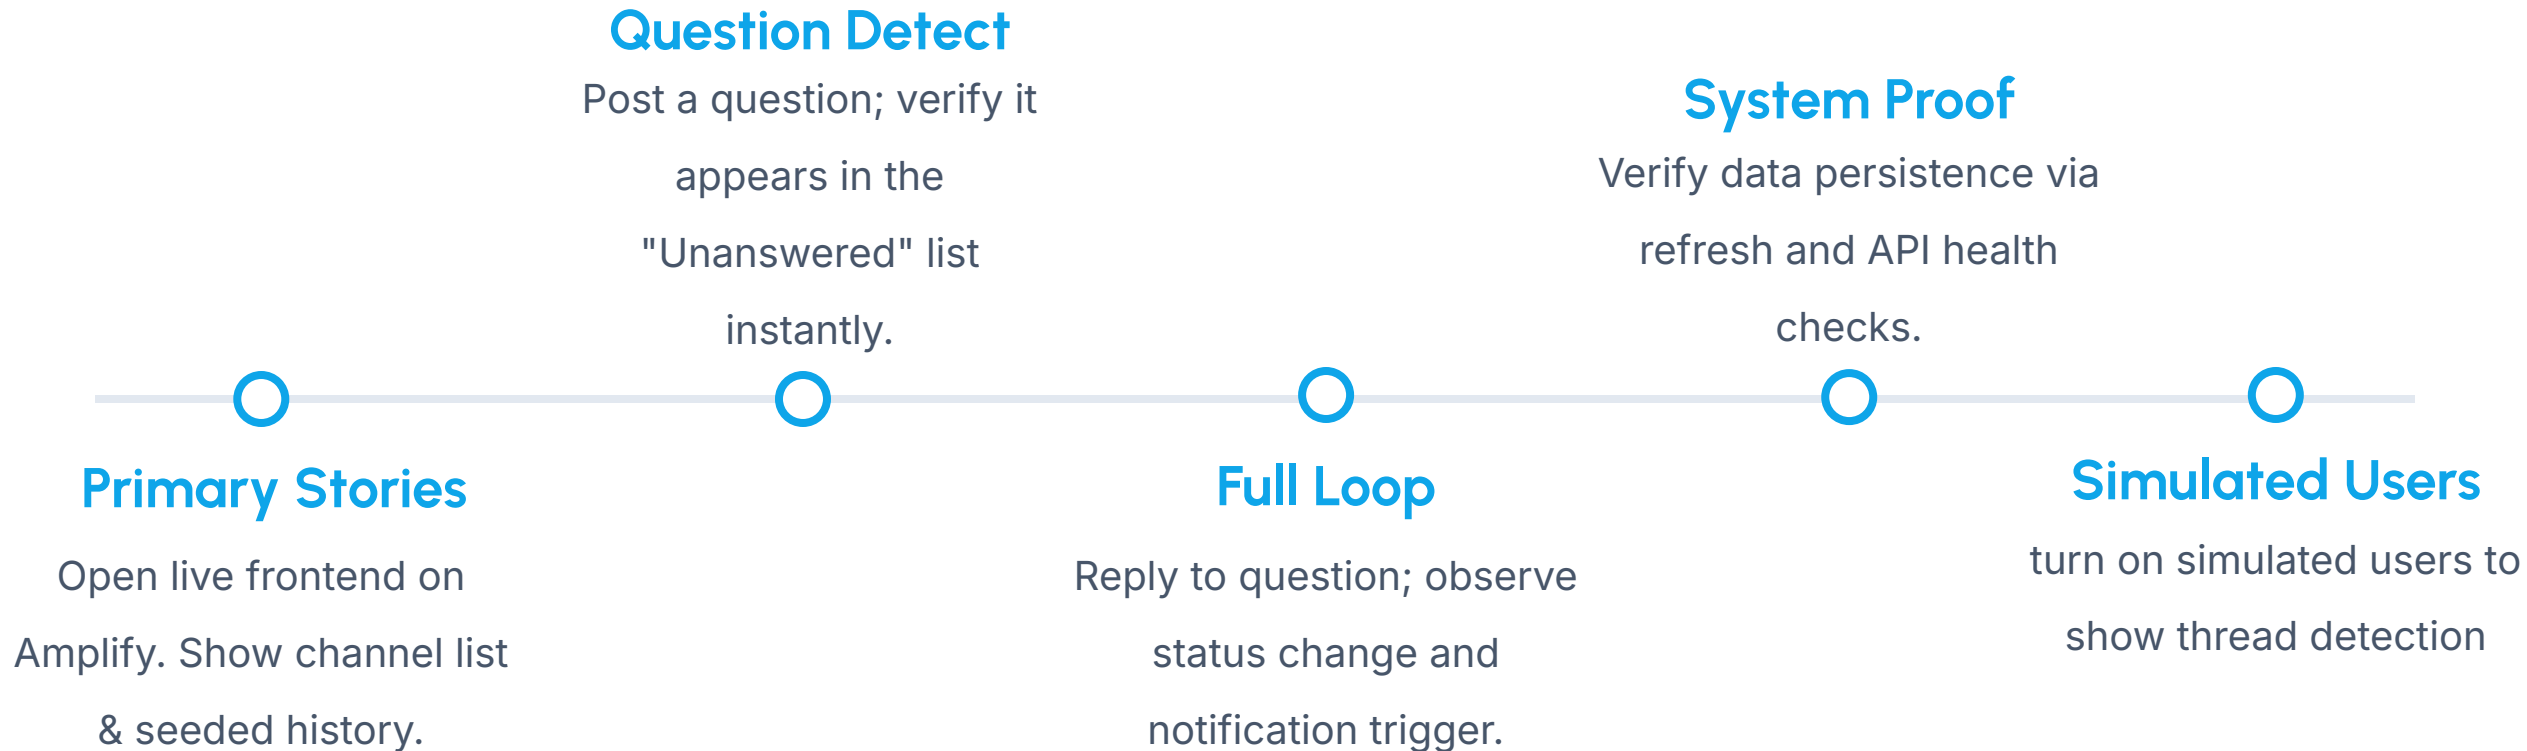 Primary Stories
Open live frontend on
Amplify. Show channel list
& seeded history.
Question Detect
Post a question; verify it
appears in the
"Unanswered" list
instantly.
Full Loop
Reply to question; observe
status change and
notification trigger.
System Proof
Verify data persistence via
refresh and API health
checks.
Simulated Users
turn on simulated users to
show thread detection